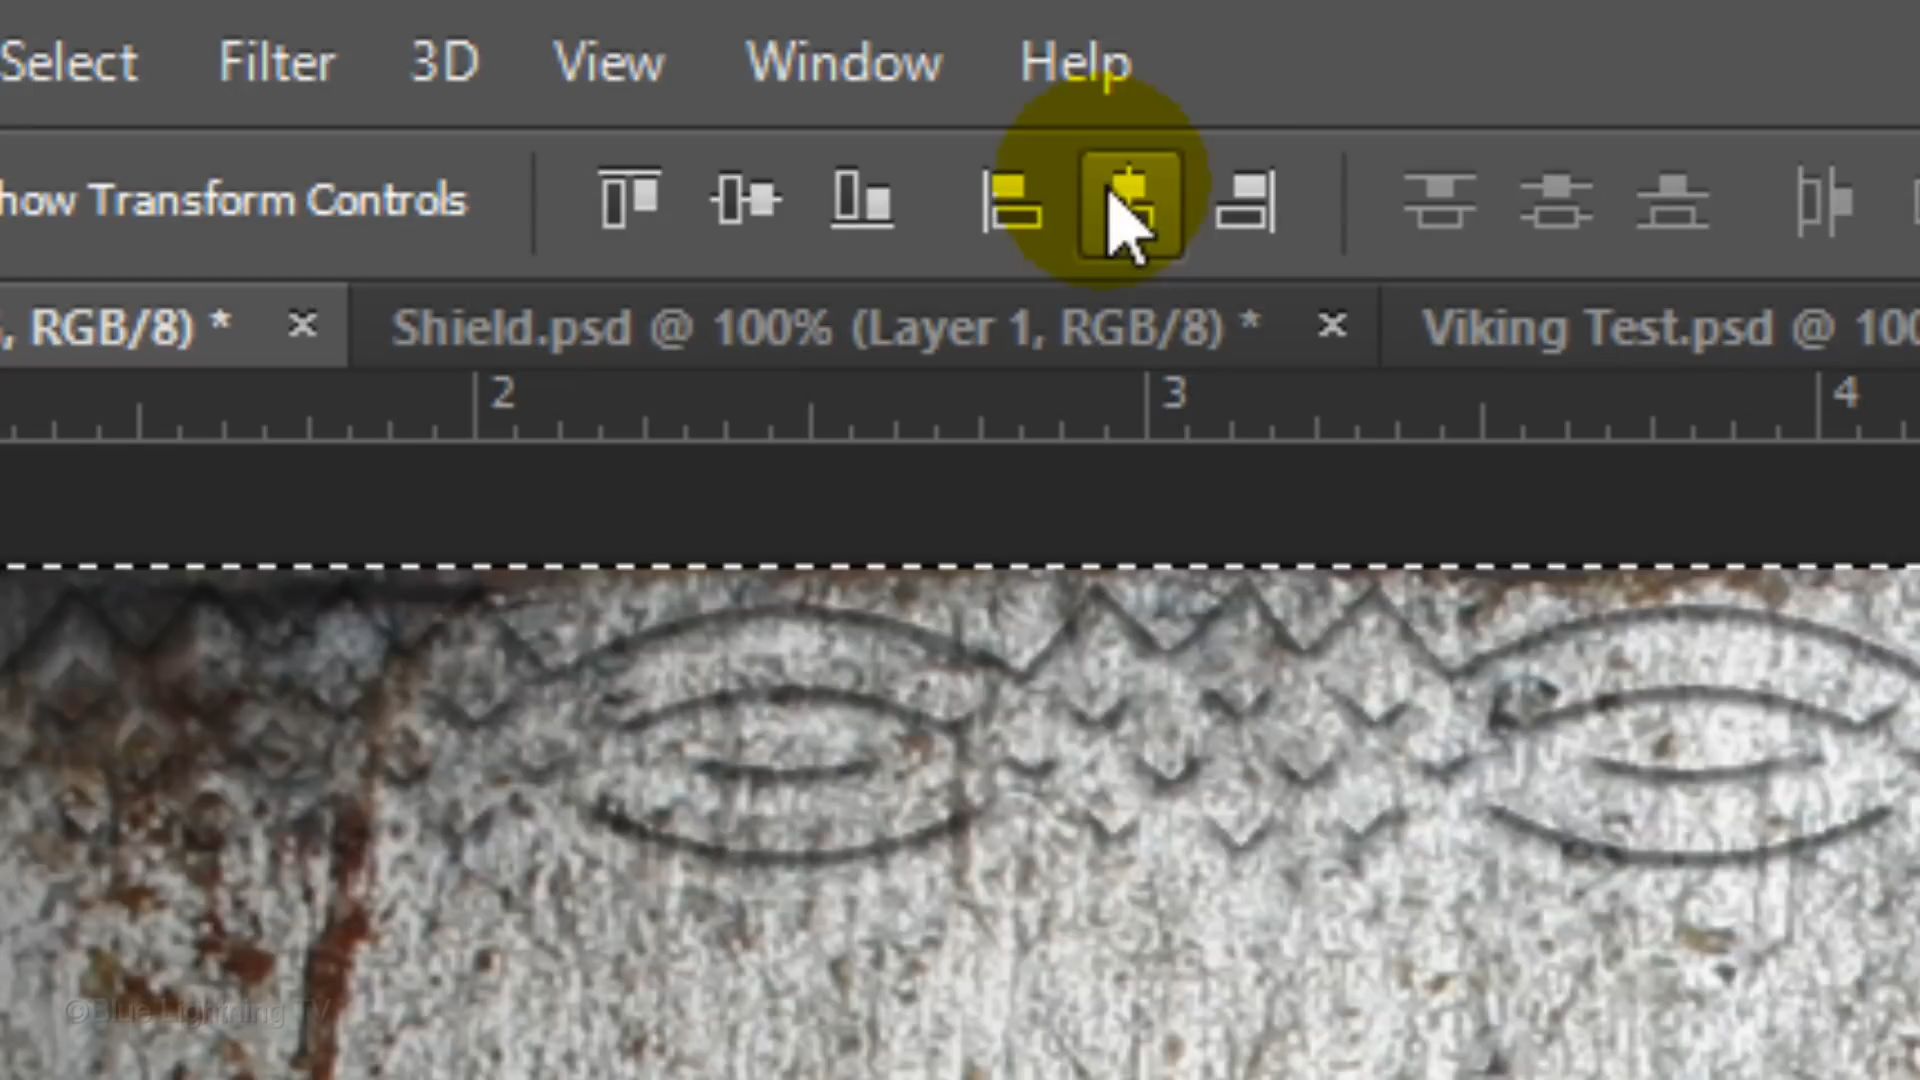 Select Filter 3D View Window Help
how Transform Controls
, RGB/8) * × Shield.psd @ 100% (Layer 1, RGB/8) * × Viking Test.psd @ 100
2 3 4
©Blue Lightning TV